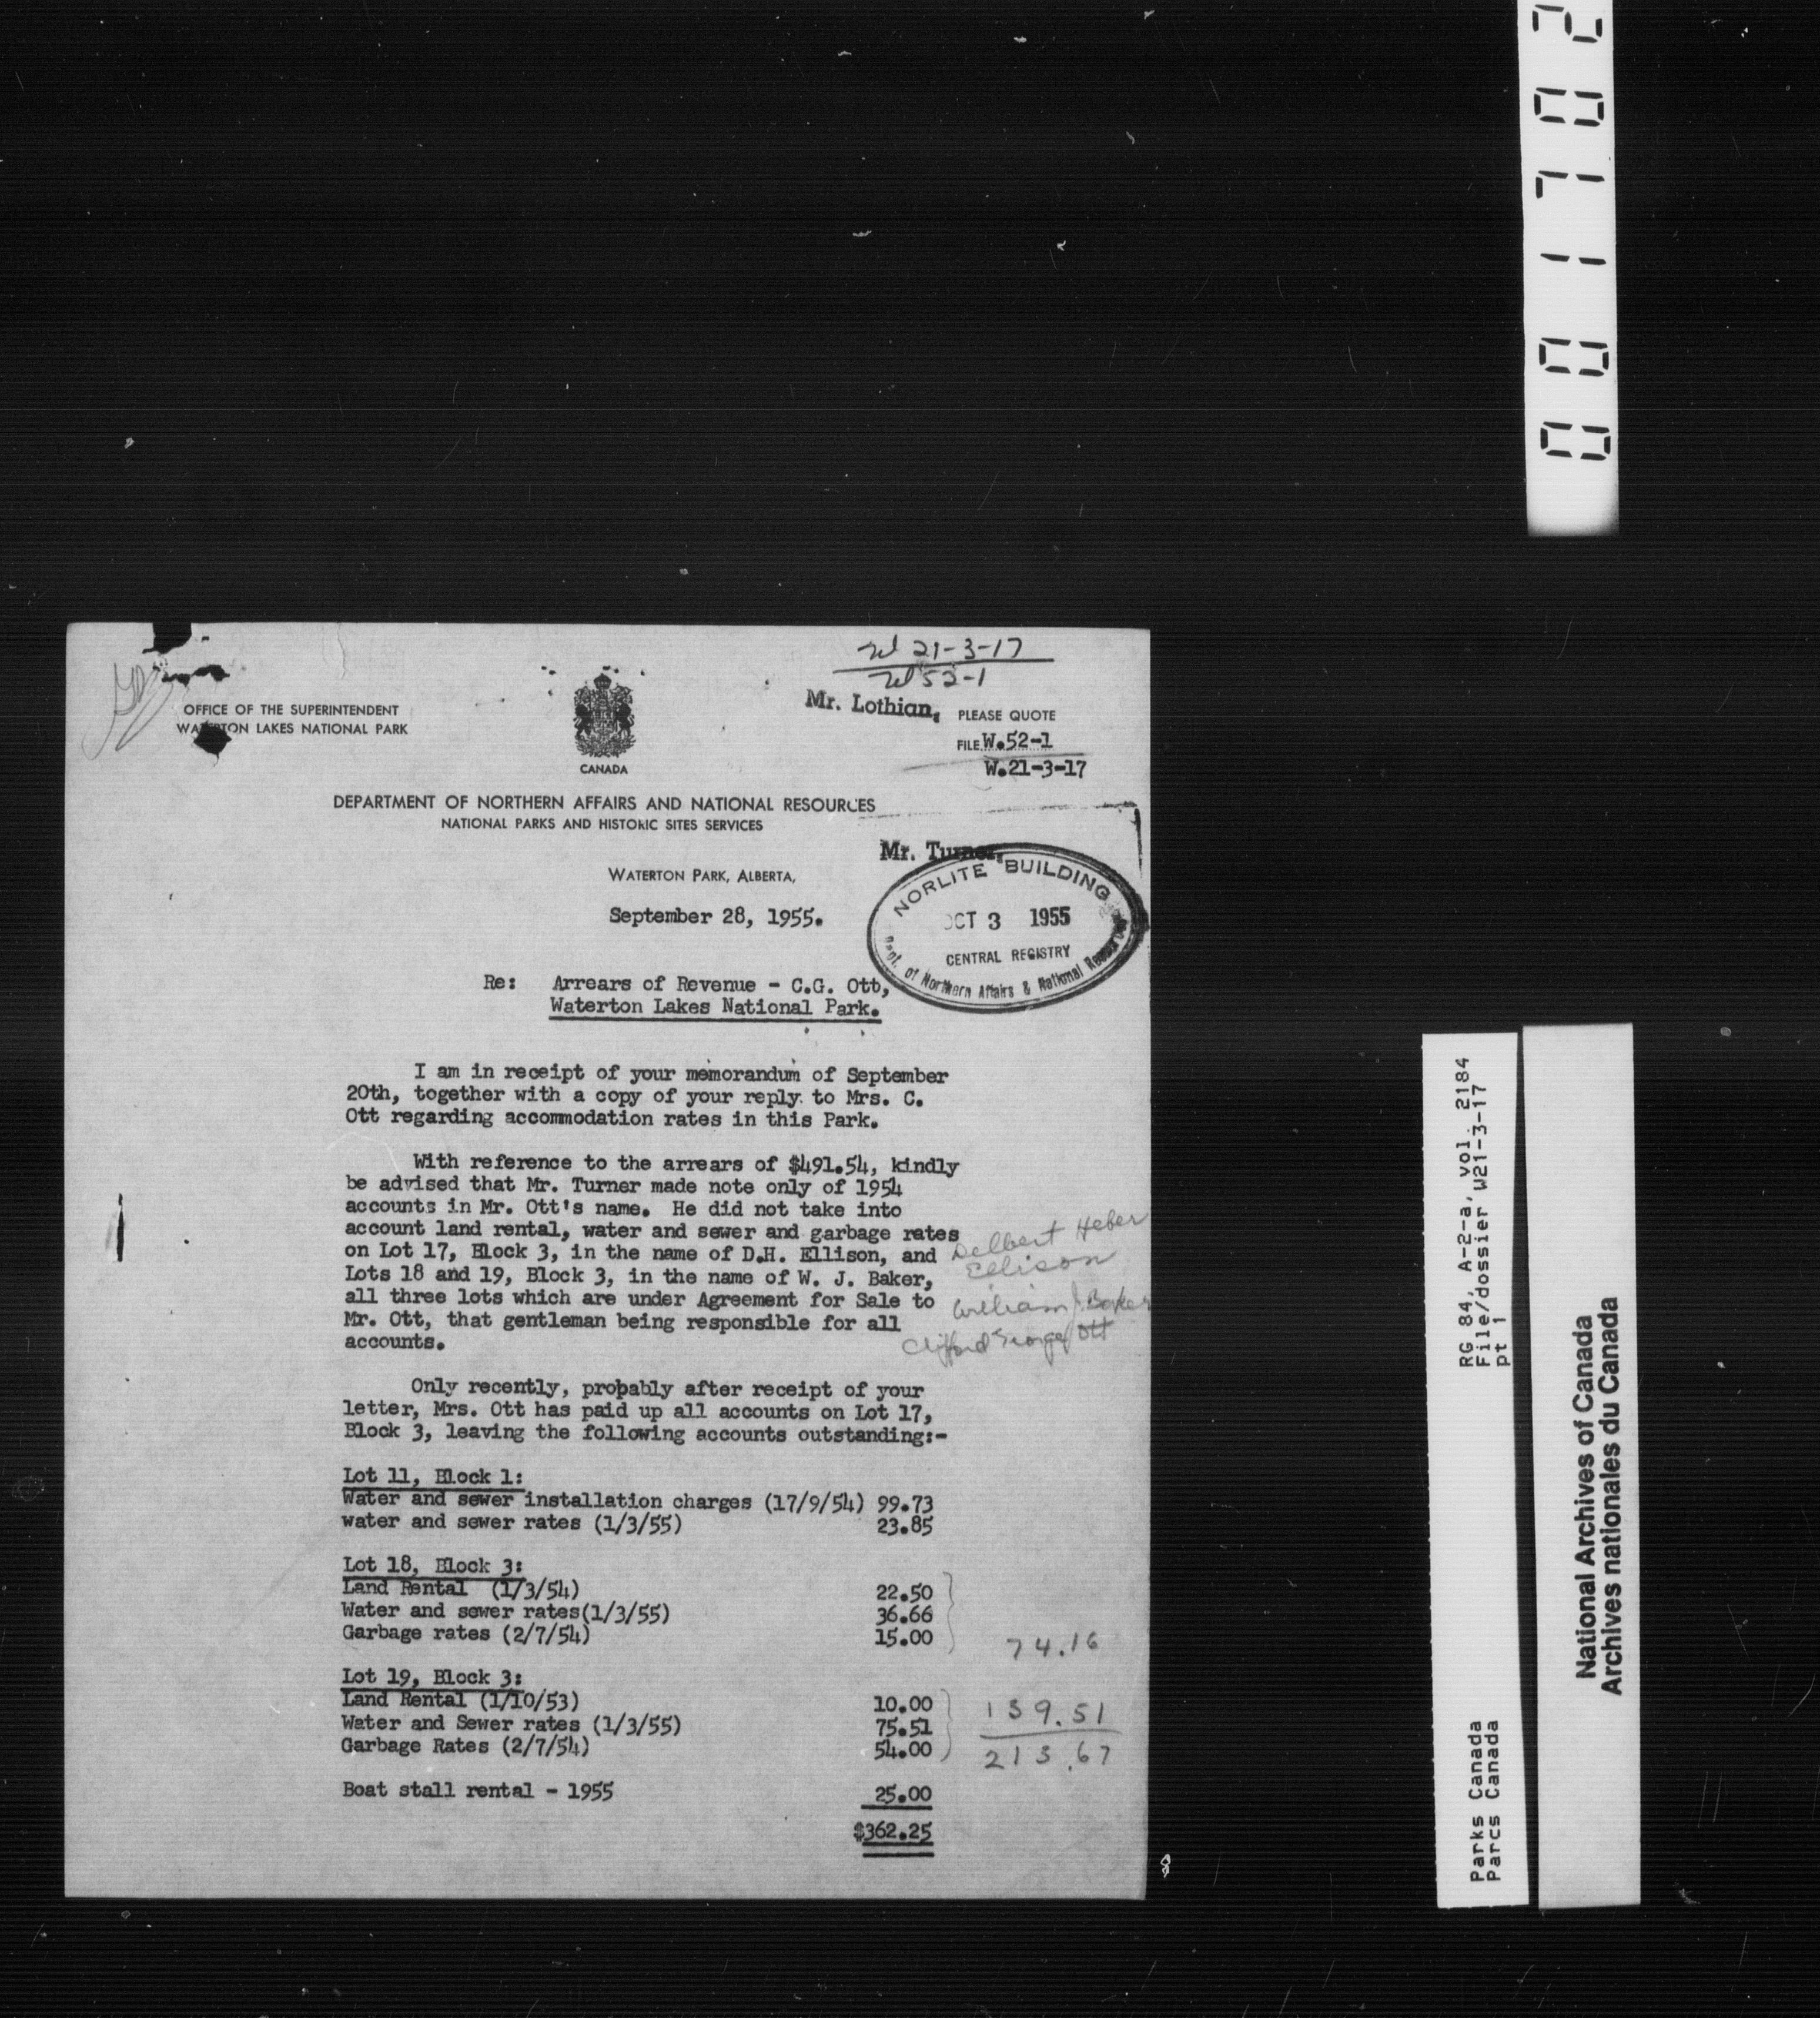 001702
W 21-3-17
W 52-1
Mr. Lothian,
OFFICE OF THE SUPERINTENDENT
WATERTON LAKES NATIONAL PARK
CANADA
PLEASE QUOTE
FILE W.52-1
W.21-3-17
DEPARTMENT OF NORTHERN AFFAIRS AND NATIONAL RESOURCES
NATIONAL PARKS AND HISTORIC SITES SERVICES
Mr. Turner,
NORLITE BUILDING
OCT 3 1955
CENTRAL REGISTRY
Dept. of Northern Affairs & National Resources
WATERTON PARK, ALBERTA,
September 28, 1955.
Re: Arrears of Revenue - C.G. Ott,
Waterton Lakes National Park.
I am in receipt of your memorandum of September
20th, together with a copy of your reply to Mrs. C.
Ott regarding accommodation rates in this Park.
With reference to the arrears of $491.54, kindly
be advised that Mr. Turner made note only of 1954
accounts in Mr. Ott's name. He did not take into
account land rental, water and sewer and garbage rates
on Lot 17, Block 3, in the name of D.H. Ellison, and
Lots 18 and 19, Block 3, in the name of W. J. Baker,
all three lots which are under Agreement for Sale to
Mr. Ott, that gentleman being responsible for all
accounts.
Delbert Heber
Ellison
William J. Baker
Clifford George Ott
Only recently, probably after receipt of your
letter, Mrs. Ott has paid up all accounts on Lot 17,
Block 3, leaving the following accounts outstanding:-
Lot 11, Block 1:
Water and sewer installation charges (17/9/54) 99.73
water and sewer rates (1/3/55) 23.85
Lot 18, Block 3:
Land Rental (1/3/54) 22.50
Water and sewer rates(1/3/55) 36.66
Garbage rates (2/7/54) 15.00
74.16
Lot 19, Block 3:
Land Rental (1/10/53) 10.00
Water and Sewer rates (1/3/55) 75.51
Garbage Rates (2/7/54) 54.00
139.51
213.67
Boat stall rental - 1955 25.00
$362.25
RG 84, A-2-a, vol. 2184
File/dossier W21-3-17
pt 1
Parks Canada
Parcs Canada
National Archives of Canada
Archives nationales du Canada